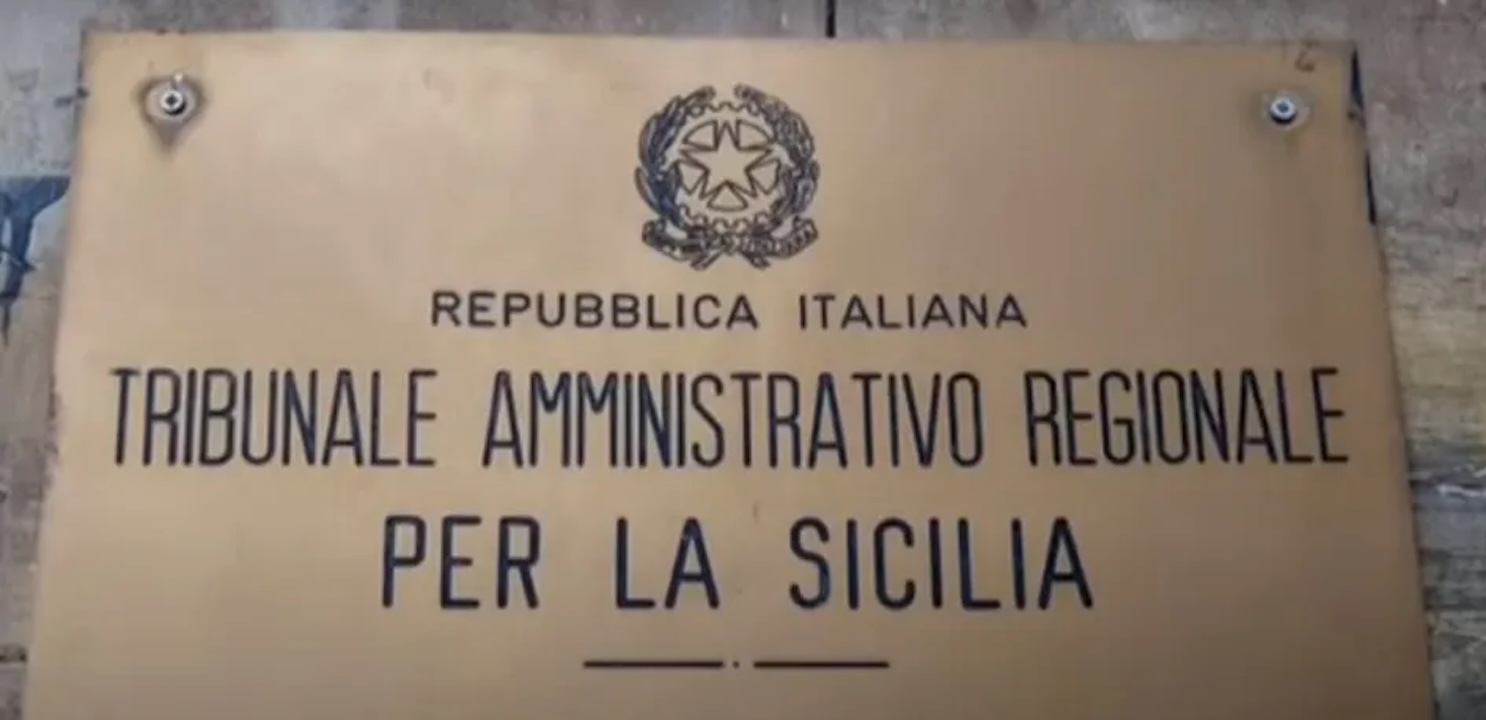 REPUBBLICA ITALIANA
TRIBUNALE AMMINISTRATIVO REGIONALE
PER LA SICILIA